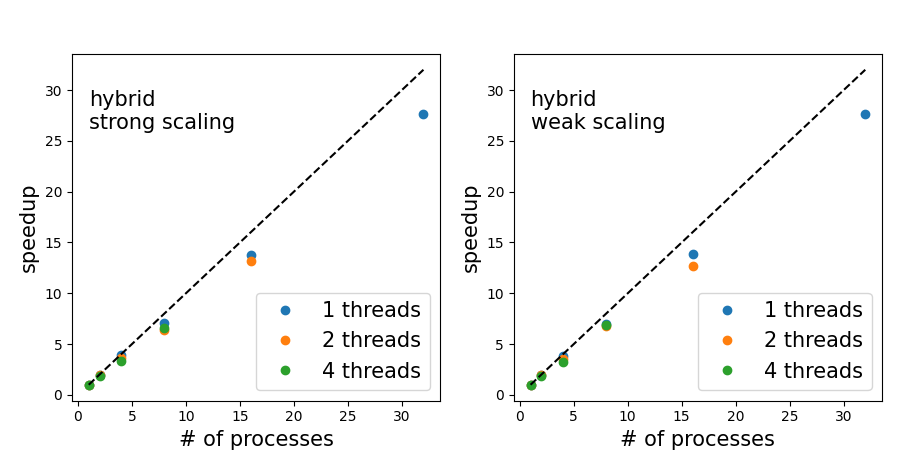 hybrid
strong scaling
speedup
30
25
20
15
10
5
0
0 5 10 15 20 25 30
# of processes
1 threads
2 threads
4 threads
hybrid
weak scaling
speedup
30
25
20
15
10
5
0
0 5 10 15 20 25 30
# of processes
1 threads
2 threads
4 threads